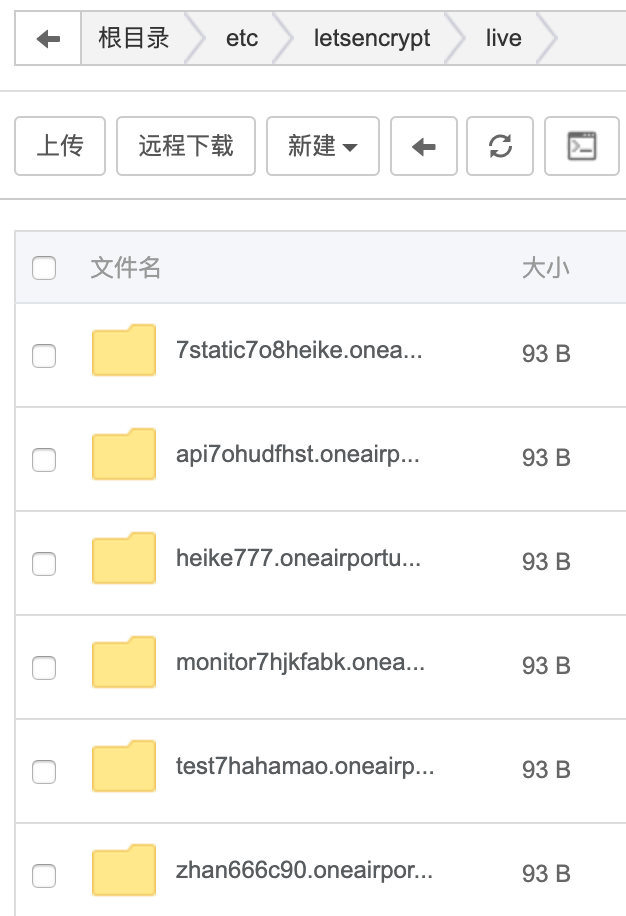 根目录 etc letsencrypt live
上传 远程下载 新建
文件名 大小
7static7o8heike.onea... 93 B
api7ohudfhst.oneairp... 93 B
heike777.oneairportu... 93 B
monitor7hjkfabk.onea... 93 B
test7hahamao.oneairp... 93 B
zhan666c90.oneairpor... 93 B